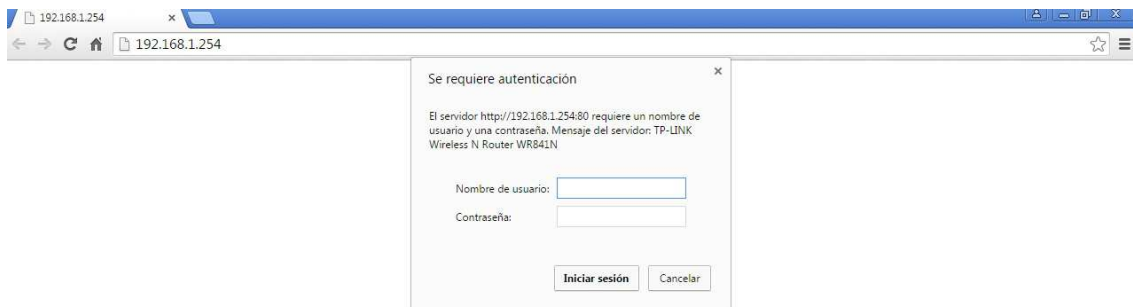 192.168.1.254
192.168.1.254
Se requiere autenticación
El servidor http://192.168.1.254:80 requiere un nombre de
usuario y una contraseña. Mensaje del servidor: TP-LINK
Wireless N Router WR841N
Nombre de usuario:
Contraseña:
Iniciar sesión Cancelar